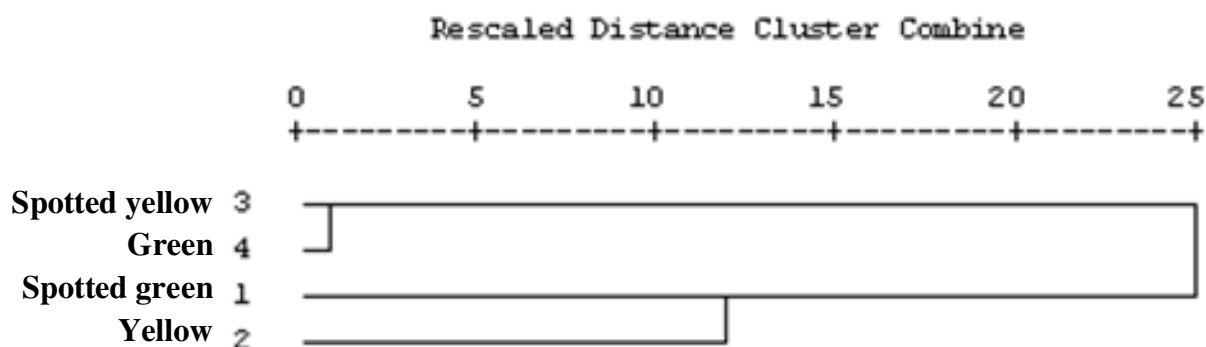 Rescaled Distance Cluster Combine
0 5 10 15 20 25
+---------+---------+---------+---------+---------+
Spotted yellow 3
Green 4
Spotted green 1
Yellow 2